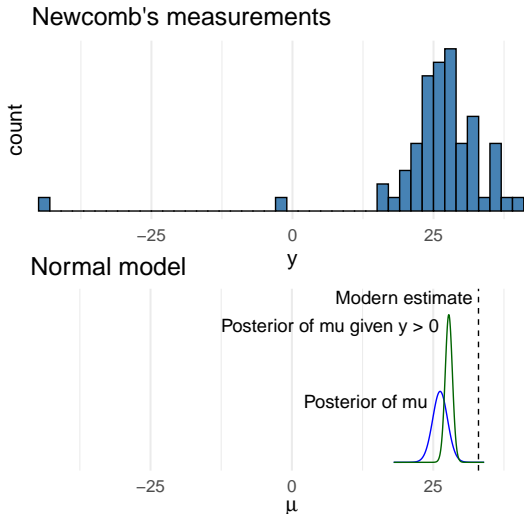 Newcomb's measurements
count
−25 0 25
y
Normal model
Modern estimate
Posterior of mu given y > 0
Posterior of mu
−25 0 25
μ